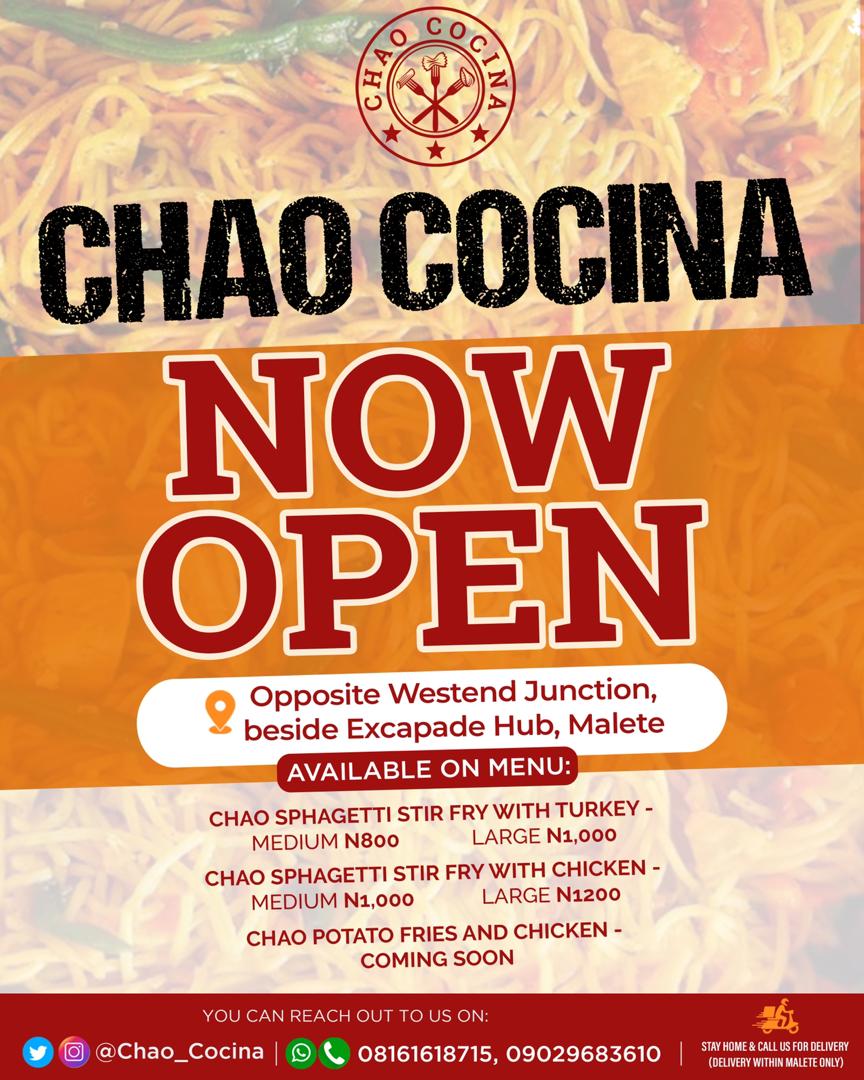 CHAO COCINA
CHAO COCINA
NOW
OPEN
Opposite Westend Junction,
beside Excapade Hub, Malete
AVAILABLE ON MENU:
CHAO SPHAGETTI STIR FRY WITH TURKEY -
MEDIUM N800 LARGE N1,000
CHAO SPHAGETTI STIR FRY WITH CHICKEN -
MEDIUM N1,000 LARGE N1200
CHAO POTATO FRIES AND CHICKEN -
COMING SOON
YOU CAN REACH OUT TO US ON:
@Chao_Cocina | 08161618715, 09029683610 |
STAY HOME & CALL US FOR DELIVERY
(DELIVERY WITHIN MALETE ONLY)